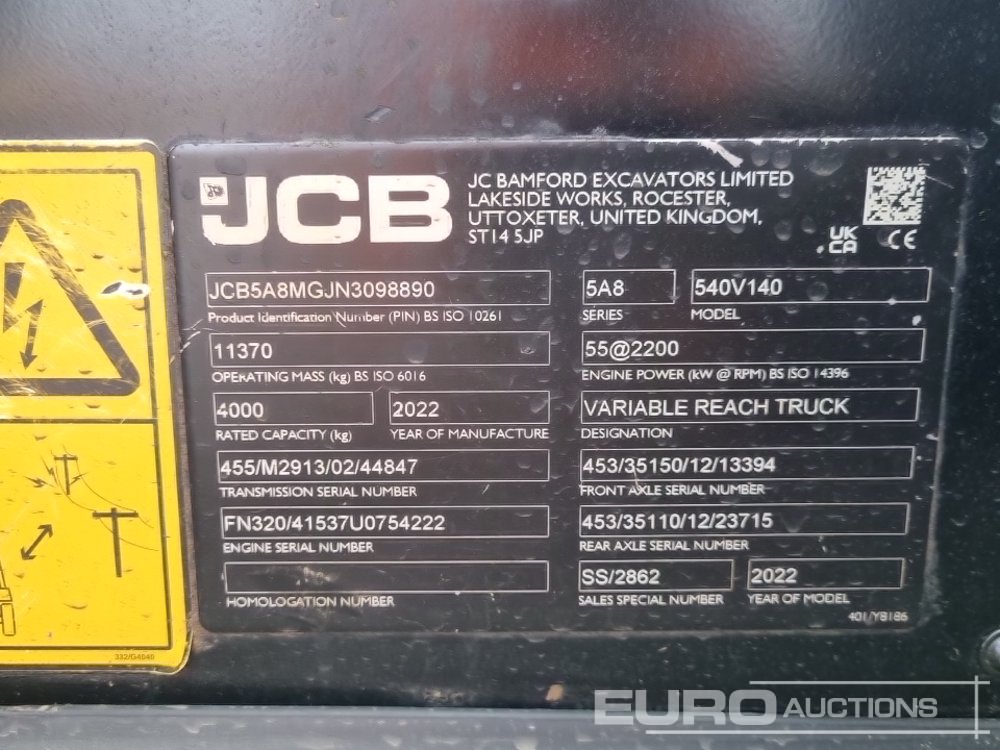 JCB
JC BAMFORD EXCAVATORS LIMITED
LAKESIDE WORKS, ROCESTER,
UTTOXETER, UNITED KINGDOM,
ST14 5JP
UK
CA
CE
JCB5A8MGJN3098890
Product Identification Number (PIN) BS ISO 10261
5A8
SERIES
540V140
MODEL
11370
OPERATING MASS (kg) BS ISO 6016
55@2200
ENGINE POWER (kW @ RPM) BS ISO 14396
4000
RATED CAPACITY (kg)
2022
YEAR OF MANUFACTURE
VARIABLE REACH TRUCK
DESIGNATION
455/M2913/02/44847
TRANSMISSION SERIAL NUMBER
453/35150/12/13394
FRONT AXLE SERIAL NUMBER
FN320/41537U0754222
ENGINE SERIAL NUMBER
453/35110/12/23715
REAR AXLE SERIAL NUMBER
HOMOLOGATION NUMBER
SS/2862
SALES SPECIAL NUMBER
2022
YEAR OF MODEL
401/Y8186
332/G4040
EURO AUCTIONS